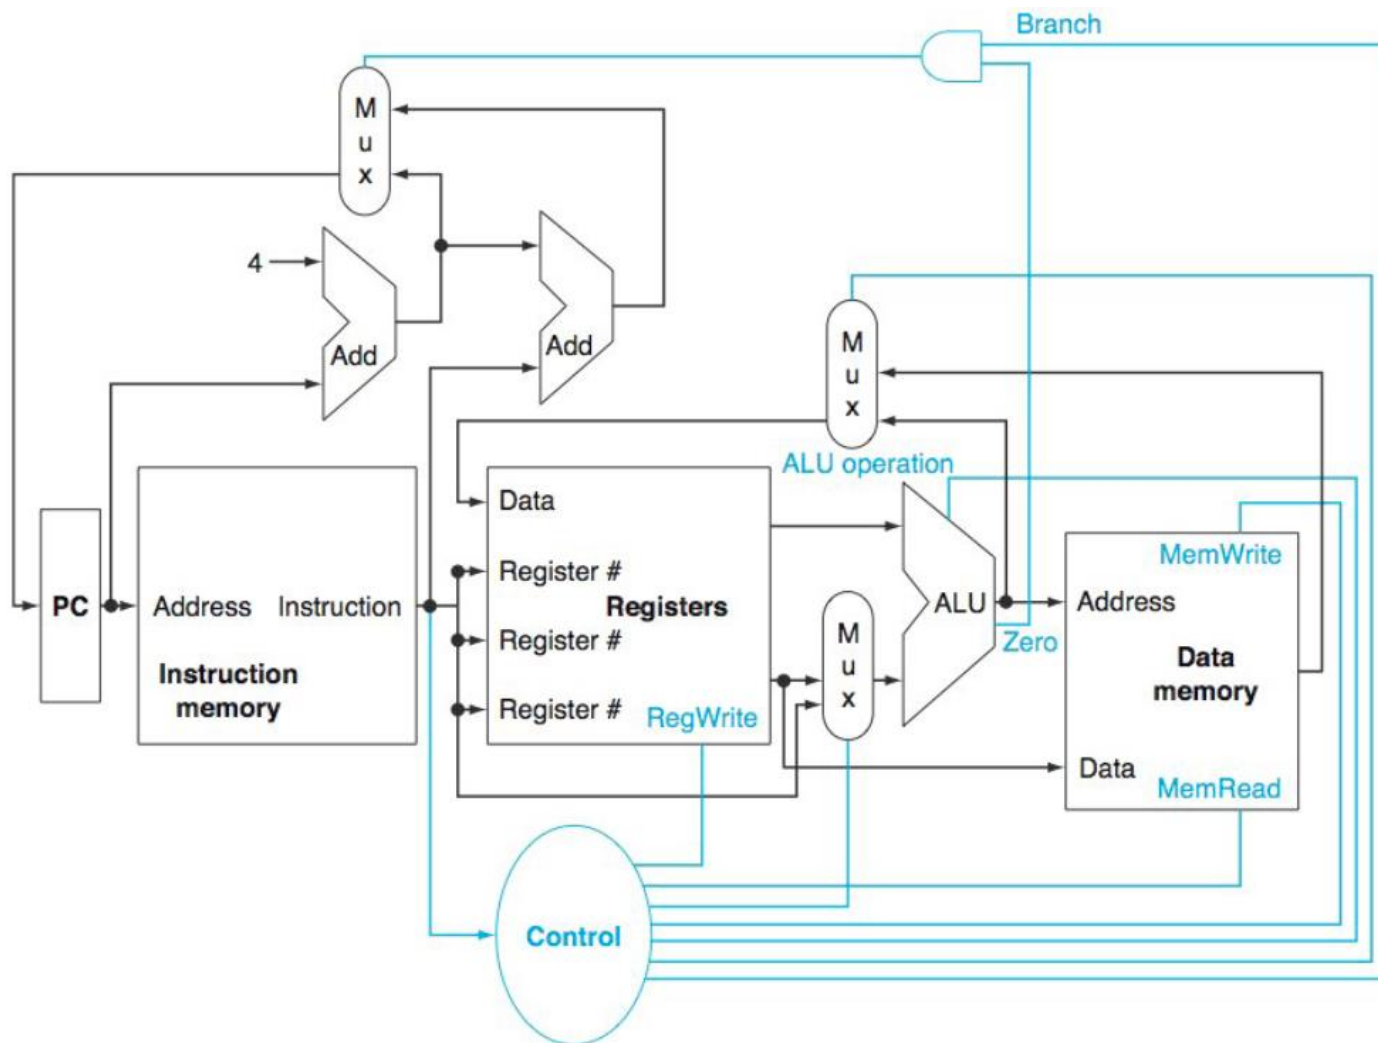 Branch
M
u
x
4
Add
Add
M
u
x
ALU operation
Data
MemWrite
Register #
PC
Address
Instruction
Registers
ALU
Address
M
u
x
Register #
Zero
Instruction
memory
Data
memory
Register #
RegWrite
Data
MemRead
Control